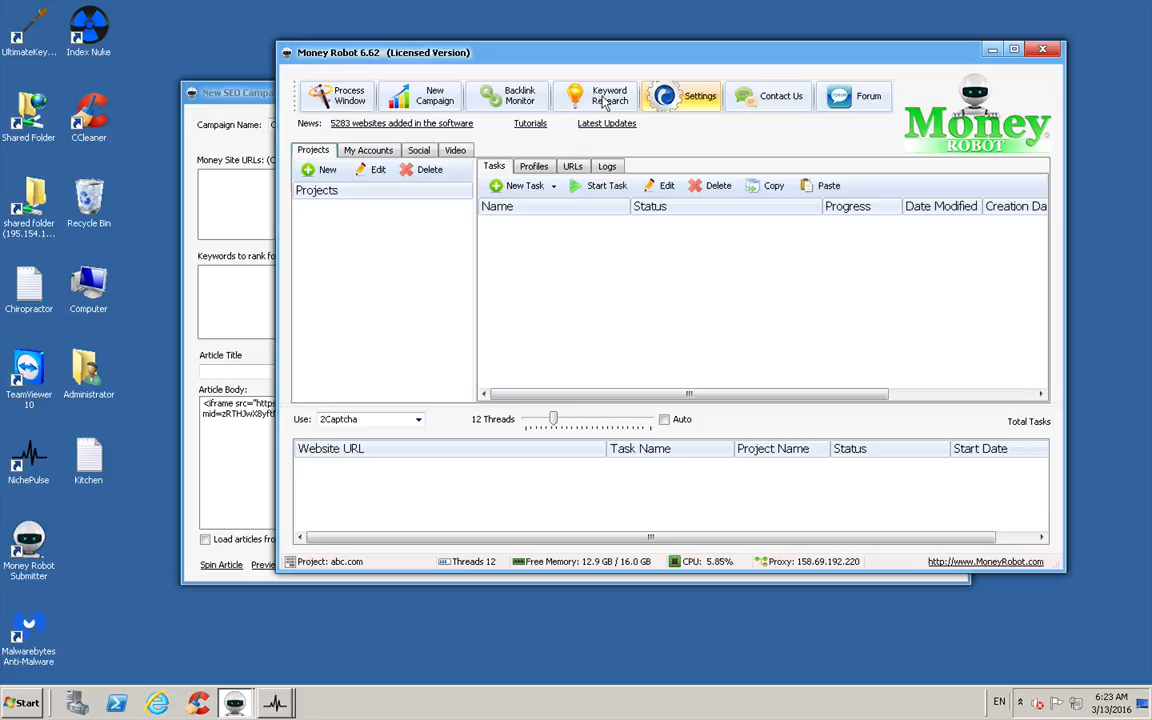 UltimateKey...
Index Nuke
Shared Folder
CCleaner
shared folder
(195.154.1...
Recycle Bin
Chiropractor
Computer
TeamViewer
10
Administrator
NichePulse
Kitchen
Money Robot
Submitter
Malwarebytes
Anti-Malware
New SEO Campa
Campaign Name:
Money Site URLs: (
Keywords to rank fo
Article Title
Article Body:
<iframe src="https
Load articles fro
Spin Article
Previe
Money Robot 6.62 (Licensed Version)
Process
Window
New
Campaign
Backlink
Monitor
Keyword
Research
Settings
Contact Us
Forum
Money
ROBOT
News:
5283 websites added in the software
Tutorials
Latest Updates
Projects
My Accounts
Social
Video
New
Edit
Delete
Projects
Tasks
Profiles
URLs
Logs
New Task
Start Task
Edit
Delete
Copy
Paste
Name
Status
Progress
Date Modified
Creation Da
Use:
2Captcha
12 Threads
Auto
Total Tasks
Website URL
Task Name
Project Name
Status
Start Date
Project: abc.com
Threads 12
Free Memory: 12.9 GB / 16.0 GB
CPU: 5.85%
Proxy: 158.69.192.220
http://www.MoneyRobot.com
Start
EN
6:23 AM
3/13/2016